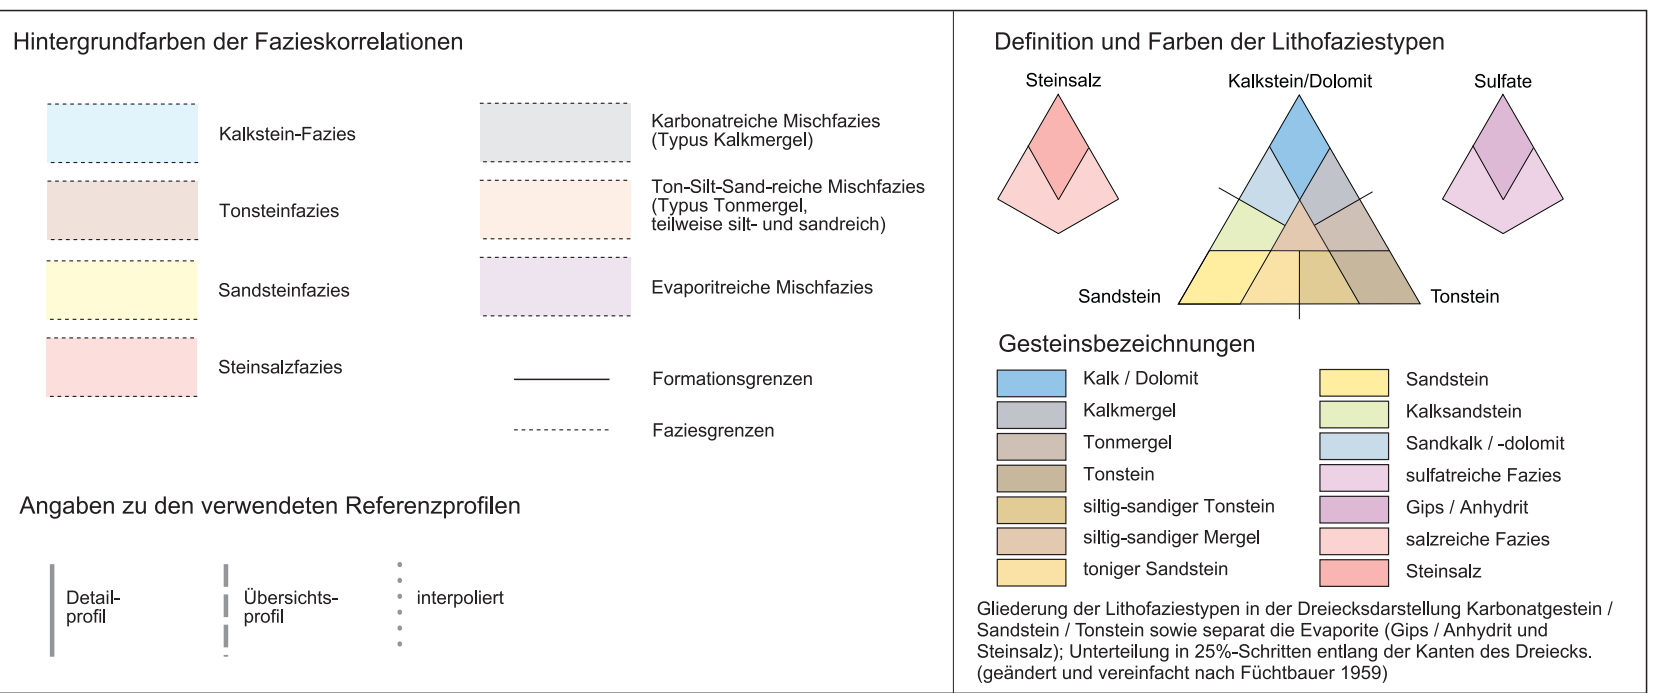 Hintergrundfarben der Fazieskorrelationen
Kalkstein-Fazies
Tonsteinfazies
Sandsteinfazies
Steinsalzfazies
Karbonatreiche Mischfazies
(Typus Kalkmergel)
Ton-Silt-Sand-reiche Mischfazies
(Typus Tonmergel,
teilweise silt- und sandreich)
Evaporitreiche Mischfazies
Formationsgrenzen
Faziesgrenzen
Angaben zu den verwendeten Referenzprofilen
Detail-
profil
Übersichts-
profil
interpoliert
Definition und Farben der Lithofaziestypen
Steinsalz
Kalkstein/Dolomit
Sulfate
Sandstein
Tonstein
Gesteinsbezeichnungen
Kalk / Dolomit
Kalkmergel
Tonmergel
Tonstein
siltig-sandiger Tonstein
siltig-sandiger Mergel
toniger Sandstein
Sandstein
Kalksandstein
Sandkalk / -dolomit
sulfatreiche Fazies
Gips / Anhydrit
salzreiche Fazies
Steinsalz
Gliederung der Lithofaziestypen in der Dreiecksdarstellung Karbonatgestein /
Sandstein / Tonstein sowie separat die Evaporite (Gips / Anhydrit und
Steinsalz); Unterteilung in 25%-Schritten entlang der Kanten des Dreiecks.
(geändert und vereinfacht nach Füchtbauer 1959)